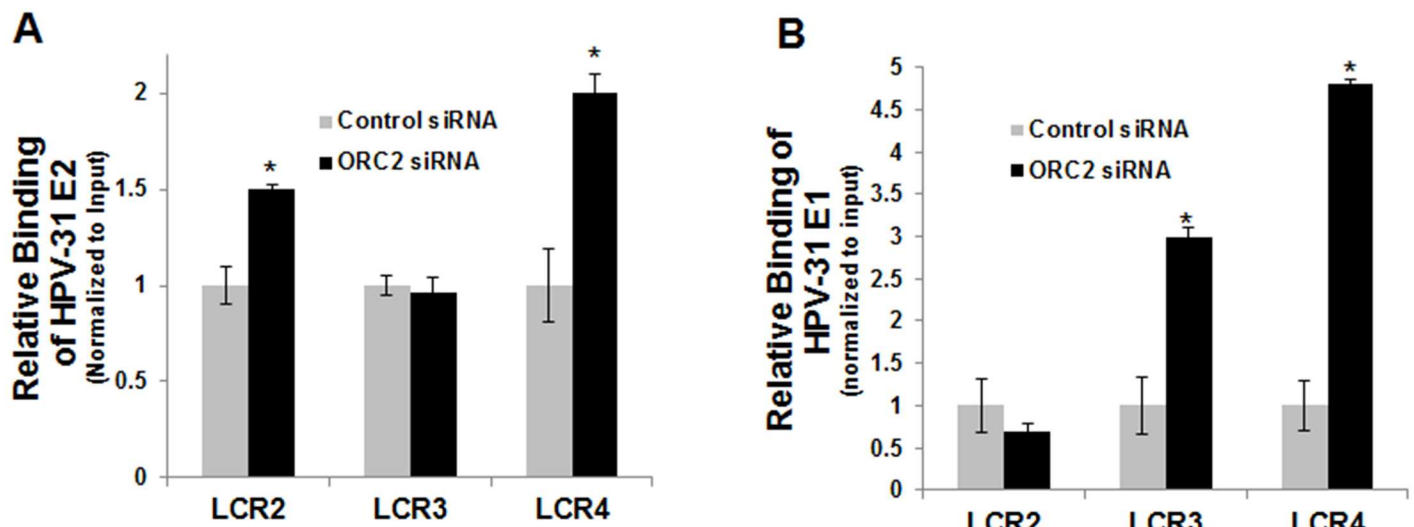 A
Relative Binding
of HPV-31 E2
(Normalized to Input)
2
1.5
1
0.5
0
*
*
Control siRNA
ORC2 siRNA
LCR2 LCR3 LCR4
B
Relative Binding of
HPV-31 E1
(normalized to input)
5
4.5
4
3.5
3
2.5
2
1.5
1
0.5
0
*
*
Control siRNA
ORC2 siRNA
LCR2 LCR3 LCR4